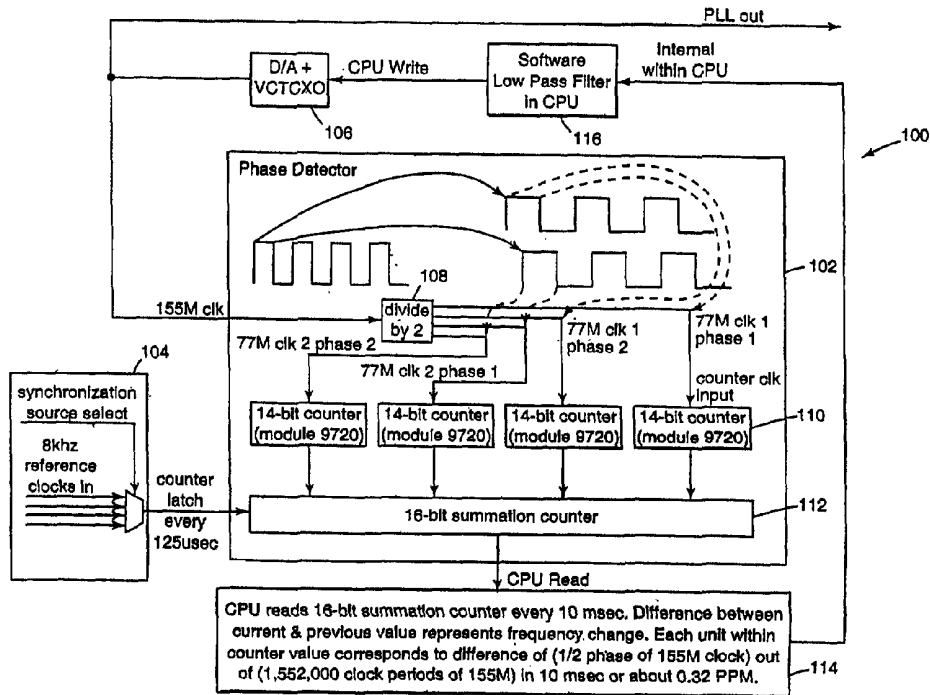 PLL out
D/A +
VCTCXO
CPU Write
Software
Low Pass Filter
in CPU
Internal
within CPU
106
116
100
Phase Detector
102
108
divide
by 2
155M clk
77M clk 2 phase 2
77M clk 2 phase 1
77M clk 1
phase 2
77M clk 1
phase 1
counter clk
input
104
synchronization
source select
8khz
reference
clocks in
counter
latch
every
125usec
14-bit counter
(module 9720)
14-bit counter
(module 9720)
14-bit counter
(module 9720)
14-bit counter
(module 9720)
110
16-bit summation counter
112
CPU Read
CPU reads 16-bit summation counter every 10 msec. Difference between
current & previous value represents frequency change. Each unit within
counter value corresponds to difference of (1/2 phase of 155M clock) out
of (1,552,000 clock periods of 155M) in 10 msec or about 0.32 PPM.
114